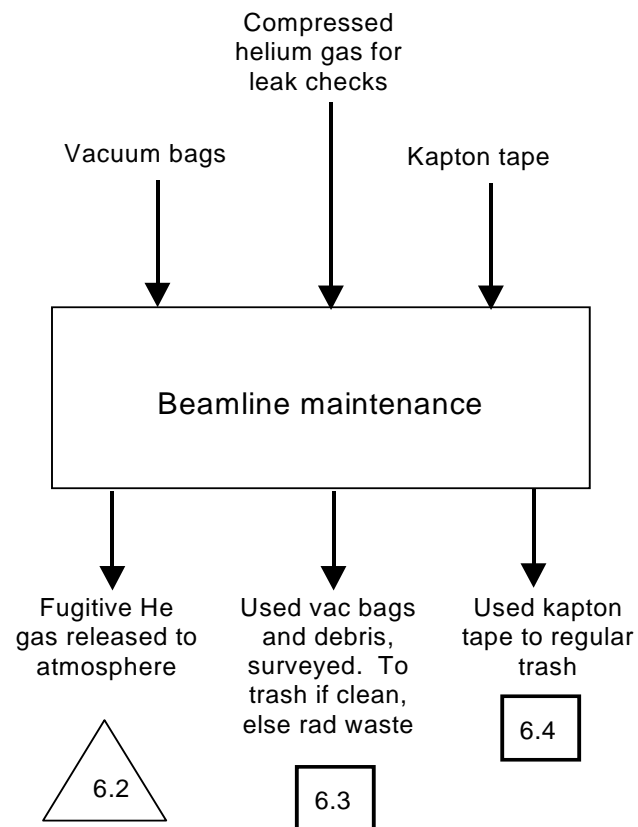 Compressed
helium gas for
leak checks
Vacuum bags
Kapton tape
Beamline maintenance
Fugitive He
gas released to
atmosphere
6.2
Used vac bags
and debris,
surveyed.  To
trash if clean,
else rad waste
6.3
Used kapton
tape to regular
trash
6.4